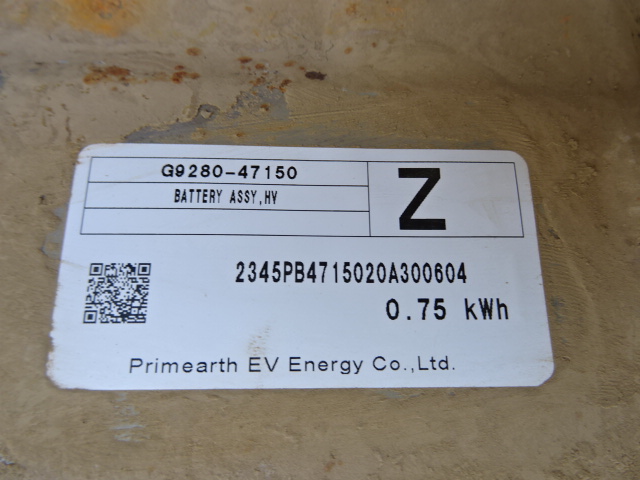 G9280-47150
BATTERY ASSY,HV
Z
2345PB4715020A300604
0.75 kWh
Primearth EV Energy Co.,Ltd.